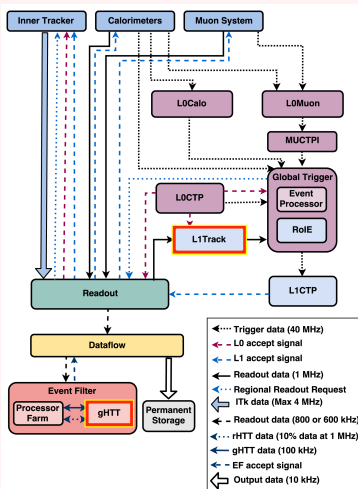 Inner Tracker
Calorimeters
Muon System
L0Calo
L0Muon
MUCTPI
Global Trigger
Event
Processor
RoIE
L0CTP
L1Track
L1CTP
Readout
Dataflow
Event Filter
Processor
Farm
gHTT
Permanent
Storage
Trigger data (40 MHz)
L0 accept signal
L1 accept signal
Readout data (1 MHz)
Regional Readout Request
ITk data (Max 4 MHz)
Readout data (800 or 600 kHz)
rHTT data (10% data at 1 MHz)
gHTT data (100 kHz)
EF accept signal
Output data (10 kHz)